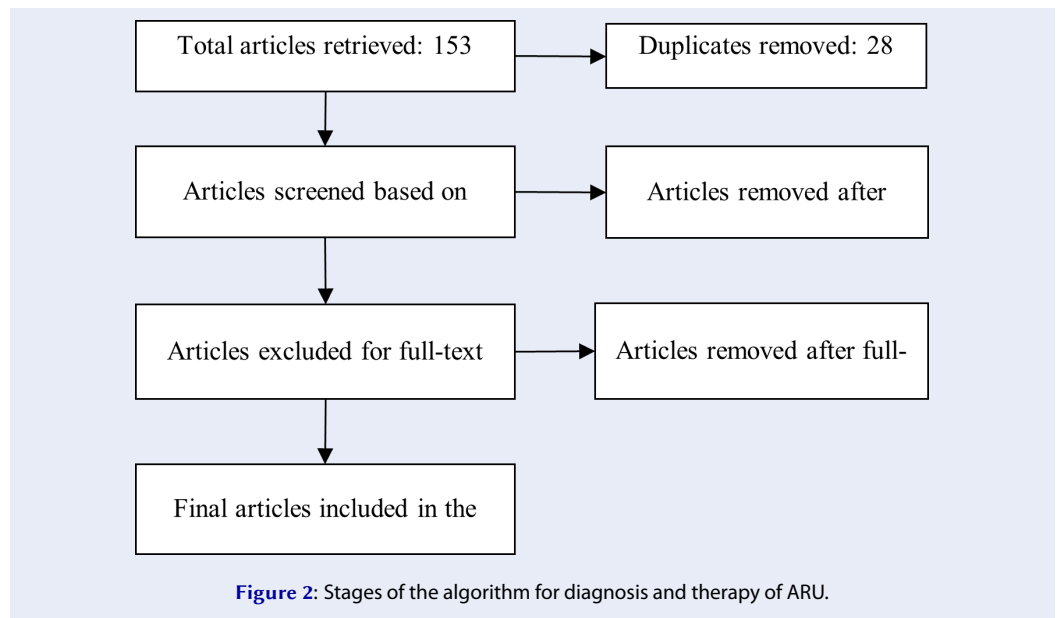 Total articles retrieved: 153
Duplicates removed: 28
Articles screened based on
Articles removed after
Articles excluded for full-text
Articles removed after full-
Final articles included in the
Figure 2: Stages of the algorithm for diagnosis and therapy of ARU.